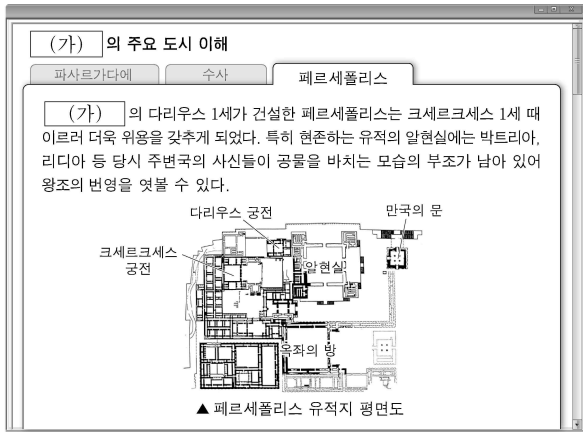 (가) 의 주요 도시 이해
파사르가다에 수사 페르세폴리스
(가) 의 다리우스 1세가 건설한 페르세폴리스는 크세르크세스 1세 때
이르러 더욱 위용을 갖추게 되었다. 특히 현존하는 유적의 알현실에는 박트리아,
리디아 등 당시 주변국의 사신들이 공물을 바치는 모습의 부조가 남아 있어
왕조의 번영을 엿볼 수 있다.
다리우스 궁전
만국의 문
크세르크세스
궁전
알현실
옥좌의 방
▲ 페르세폴리스 유적지 평면도